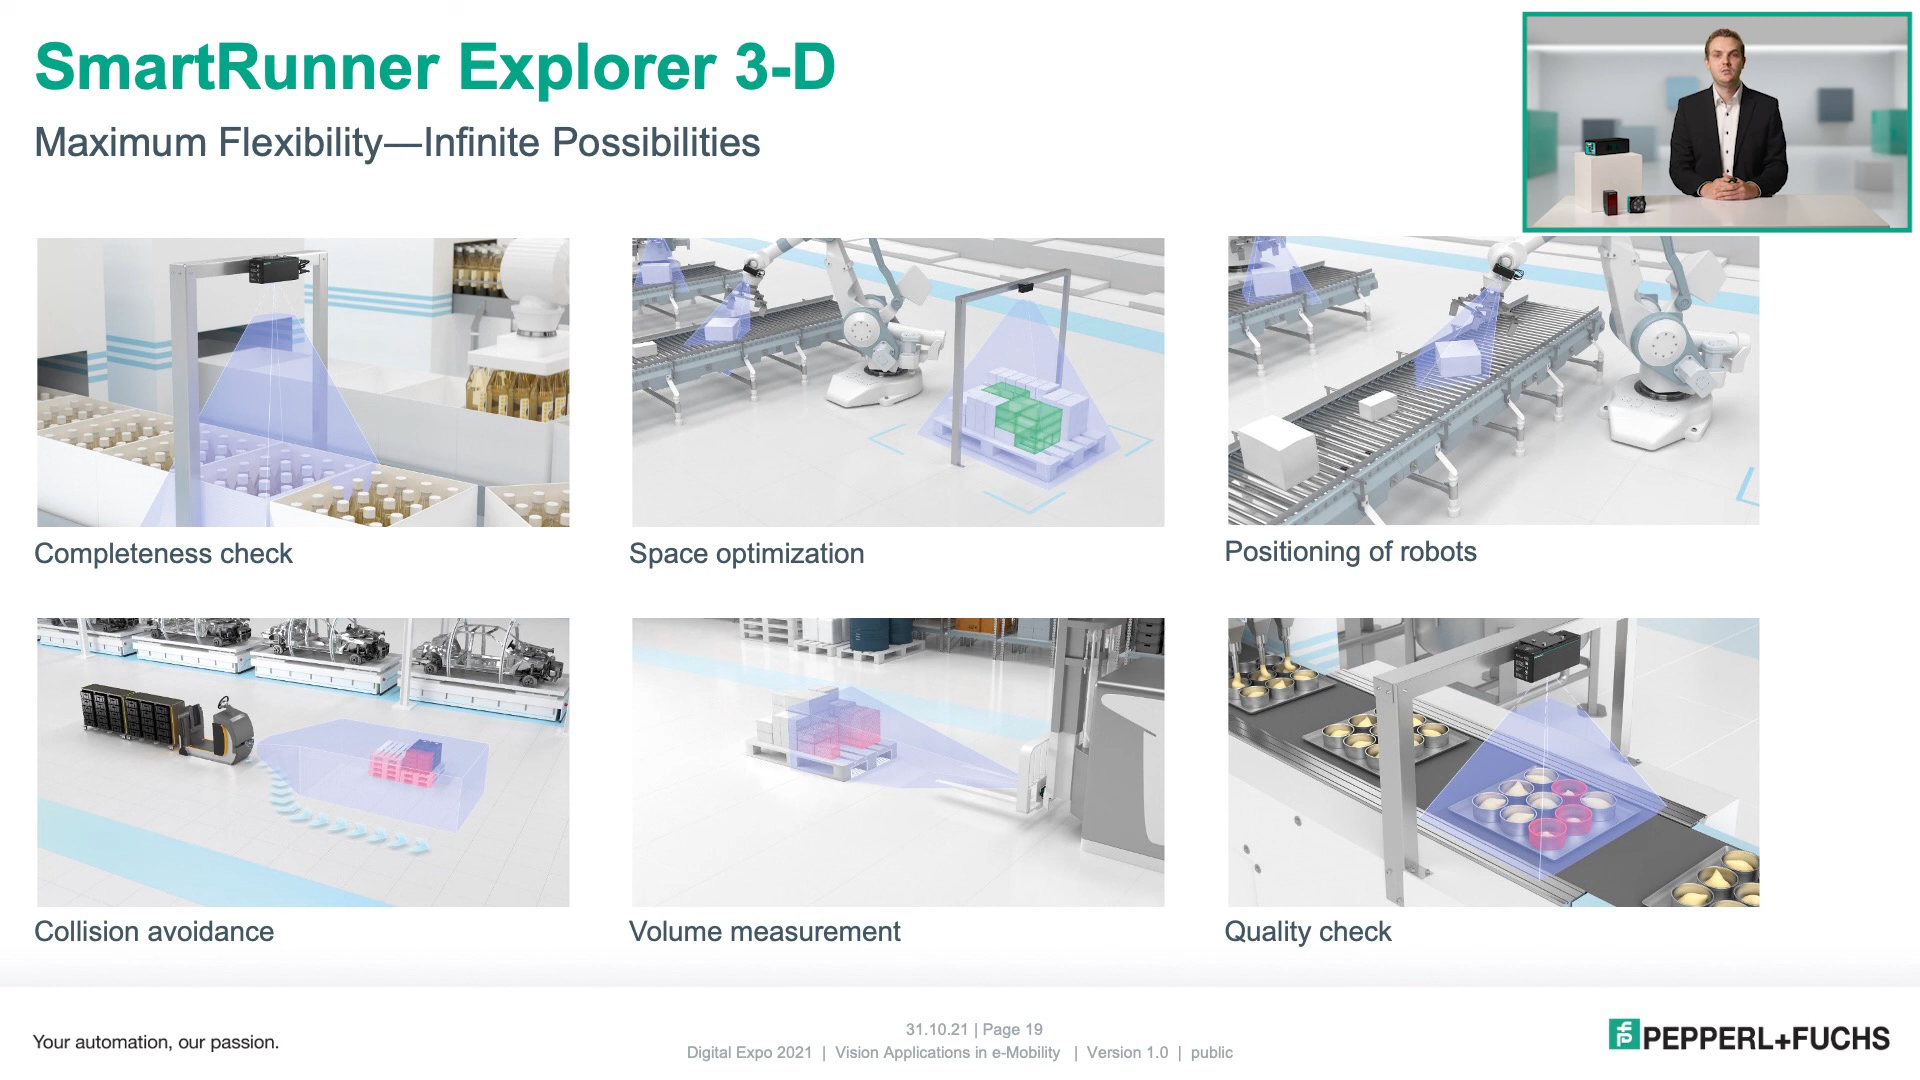 SmartRunner Explorer 3-D
Maximum Flexibility—Infinite Possibilities
Completeness check
Space optimization
Positioning of robots
Collision avoidance
Volume measurement
Quality check
Your automation, our passion.
31.10.21 | Page 19
Digital Expo 2021 | Vision Applications in e-Mobility | Version 1.0 | public
PEPPERL+FUCHS